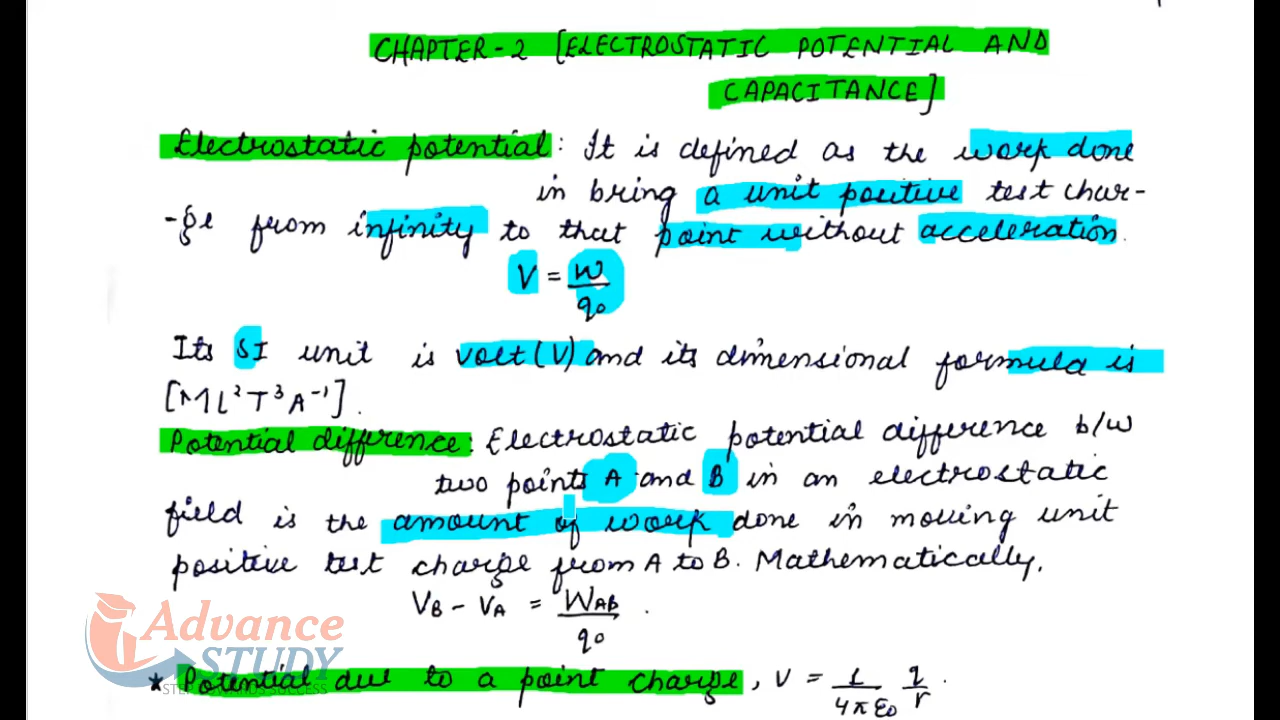 CHAPTER-2 [ELECTROSTATIC POTENTIAL AND
CAPACITANCE]
Electrostatic potential: It is defined as the work done
in bring a unit positive test char-
-ge from infinity to that point without acceleration.
V = W/q₀
Its SI unit is volt (V) and its dimensional formula is
[ML²T³A⁻¹].
Potential difference: Electrostatic potential difference b/w
two points A and B in an electrostatic
field is the amount of work done in moving unit
positive test charge from A to B. Mathematically,
V_B - V_A = W_AB/q₀.
Advance
STUDY
STEP TOWARDS SUCCESS
★ Potential due to a point charge, V = 1/4πε₀ q/r.